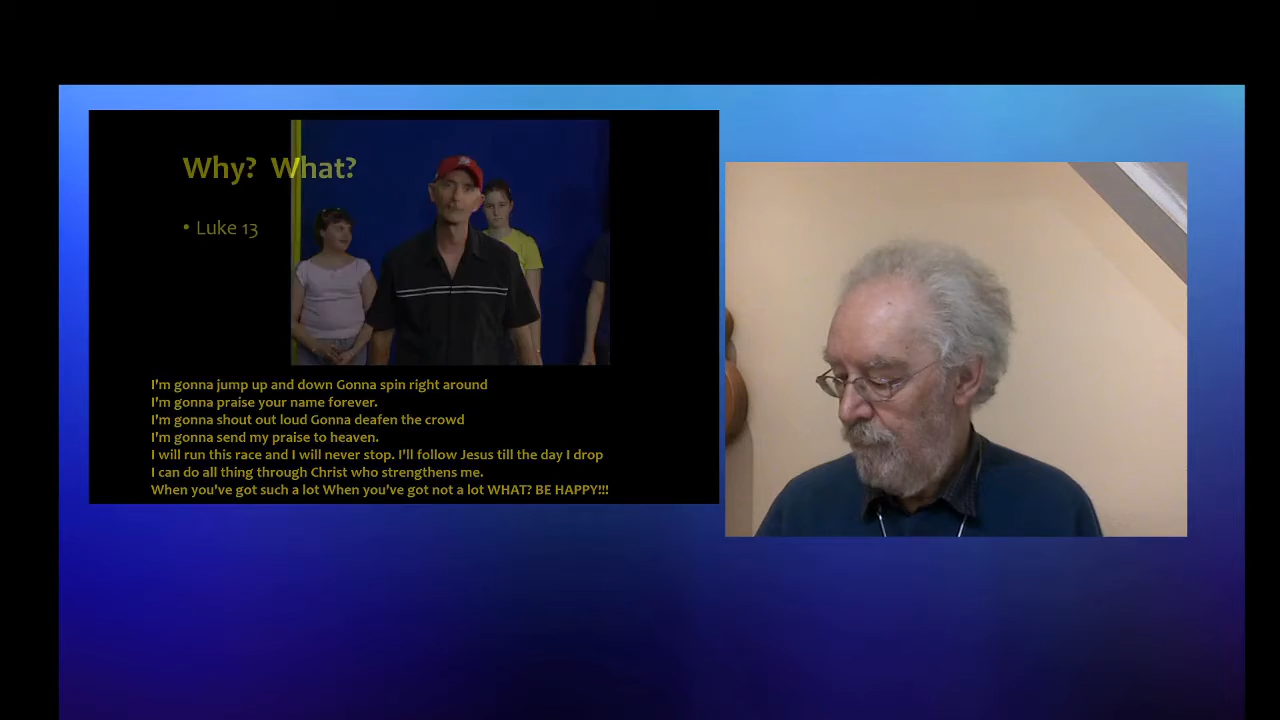 Why?  What?
• Luke 13
I'm gonna jump up and down Gonna spin right around
I'm gonna praise your name forever.
I'm gonna shout out loud Gonna deafen the crowd
I'm gonna send my praise to heaven.
I will run this race and I will never stop. I'll follow Jesus till the day I drop
I can do all thing through Christ who strengthens me.
When you've got such a lot When you've got not a lot WHAT? BE HAPPY!!!